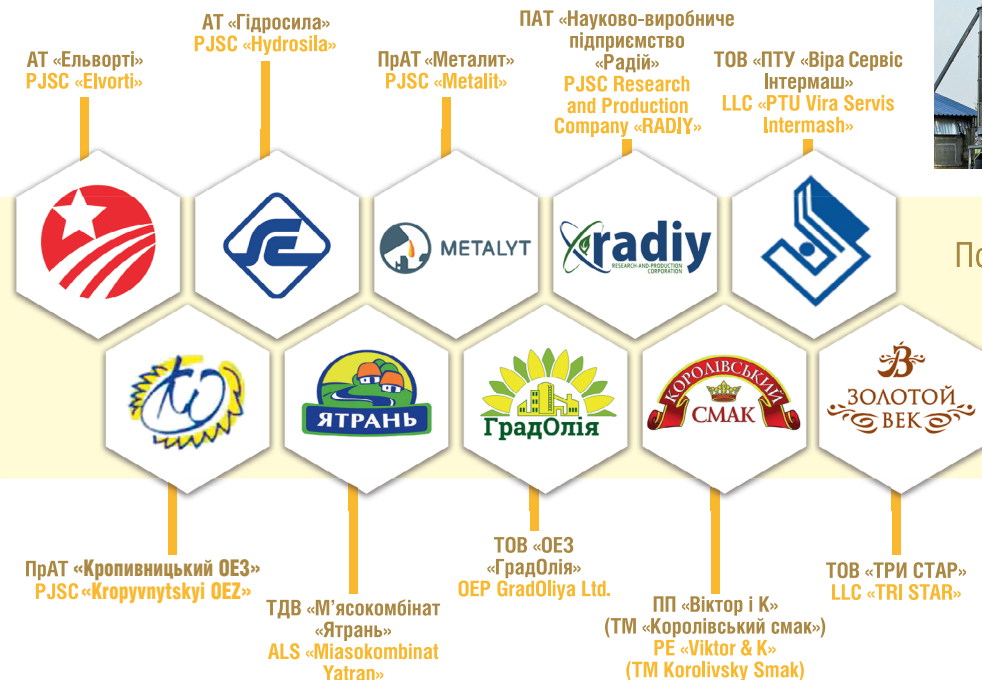 АТ «Ельворті»
PJSC «Elvorti»
АТ «Гідросила»
PJSC «Hydrosila»
ПрАТ «Металит»
PJSC «Metalit»
ПАТ «Науково-виробниче
підприємство
«Радій»
PJSC Research
and Production
Company «RADIY»
ТОВ «ПТУ «Віра Сервіс
Інтермаш»
LLC «PTU Vira Servis
Intermash»
METALYT
radiy
RESEARCH-AND-PRODUCTION
CORPORATION
По
ЯТРАНЬ
ГрадОлія
КОРОЛІВСЬКИЙ
СМАК
ЗОЛОТОЙ
ВЕК
ПрАТ «Кропивницький ОЕЗ»
PJSC «Kropyvnytskyi OEZ»
ТДВ «М’ясокомбінат
«Ятрань»
ALS «Miasokombinat
Yatran»
ТОВ «ОЕЗ
«ГрадОлія»
OEP GradOliya Ltd.
ПП «Віктор і К»
(ТМ «Королівський смак»)
PE «Viktor & K»
(TM Korolivsky Smak)
ТОВ «ТРИ СТАР»
LLC «TRI STAR»